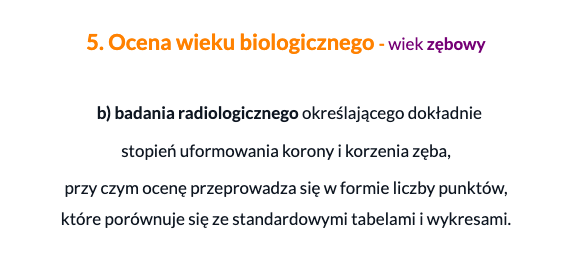 5. Ocena wieku biologicznego - wiek zębowy
b) badania radiologicznego określającego dokładnie
stopień uformowania korony i korzenia zęba,
przy czym ocenę przeprowadza się w formie liczby punktów,
które porównuje się ze standardowymi tabelami i wykresami.